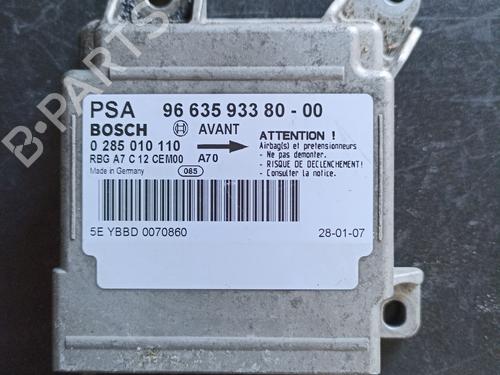 PSA 96 635 933 80 - 00
BOSCH AVANT
0 285 010 110
RBG A7 C 12 CEM00 A70
Made in Germany 085
ATTENTION !
Airbag(s) et pretensionneurs
- Ne pas demonter.
- RISQUE DE DECLENCHEMENT!
- Consulter la notice.
5E YBBD 0070860 28-01-07
B-Parts